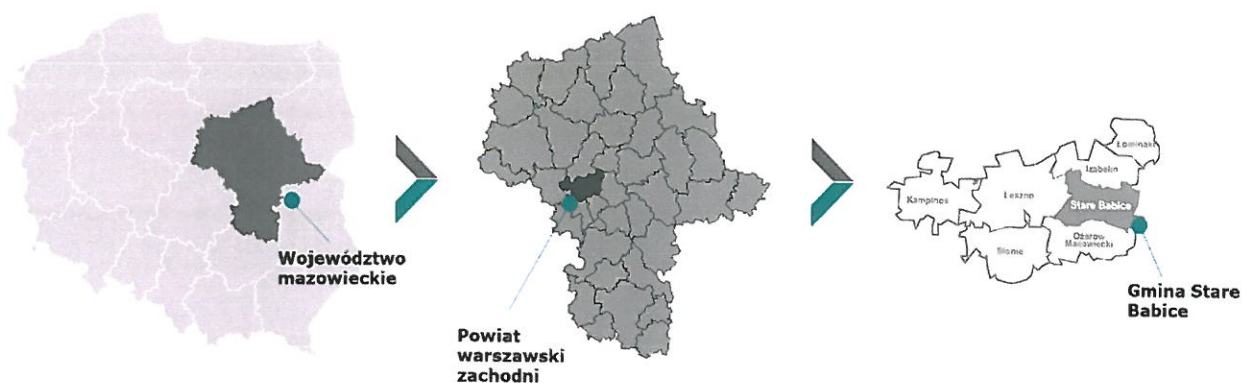 Województwo
mazowieckie
Powiat
warszawski
zachodni
Łomianki
Izabelin
Leszno
Kampinos
Stare Babice
Ożarów
Mazowiecki
Błonie
Gmina Stare
Babice